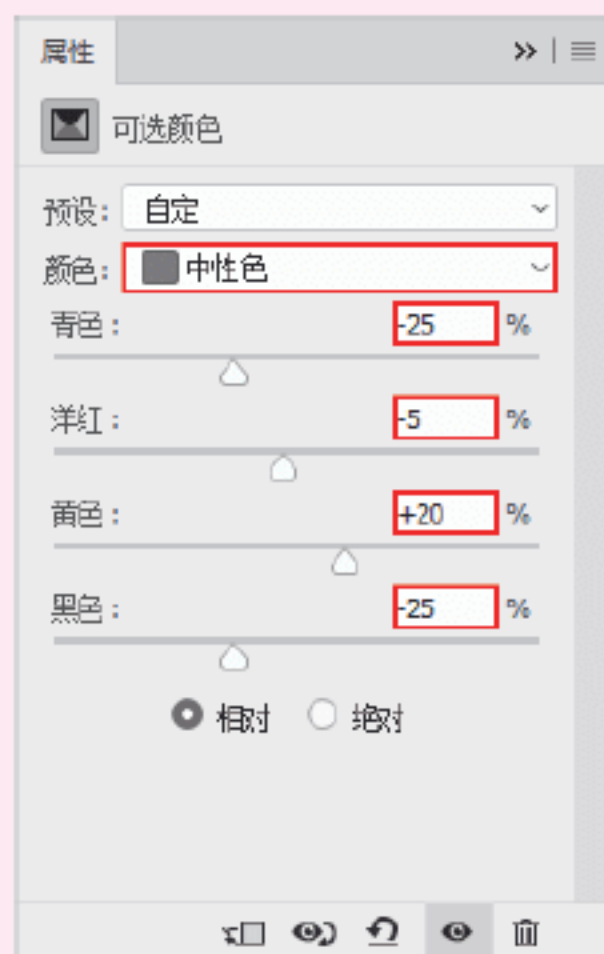 属性
可选颜色
预设: 自定
颜色: 中性色
青色: -25 %
洋红: -5 %
黄色: +20 %
黑色: -25 %
相对 绝对